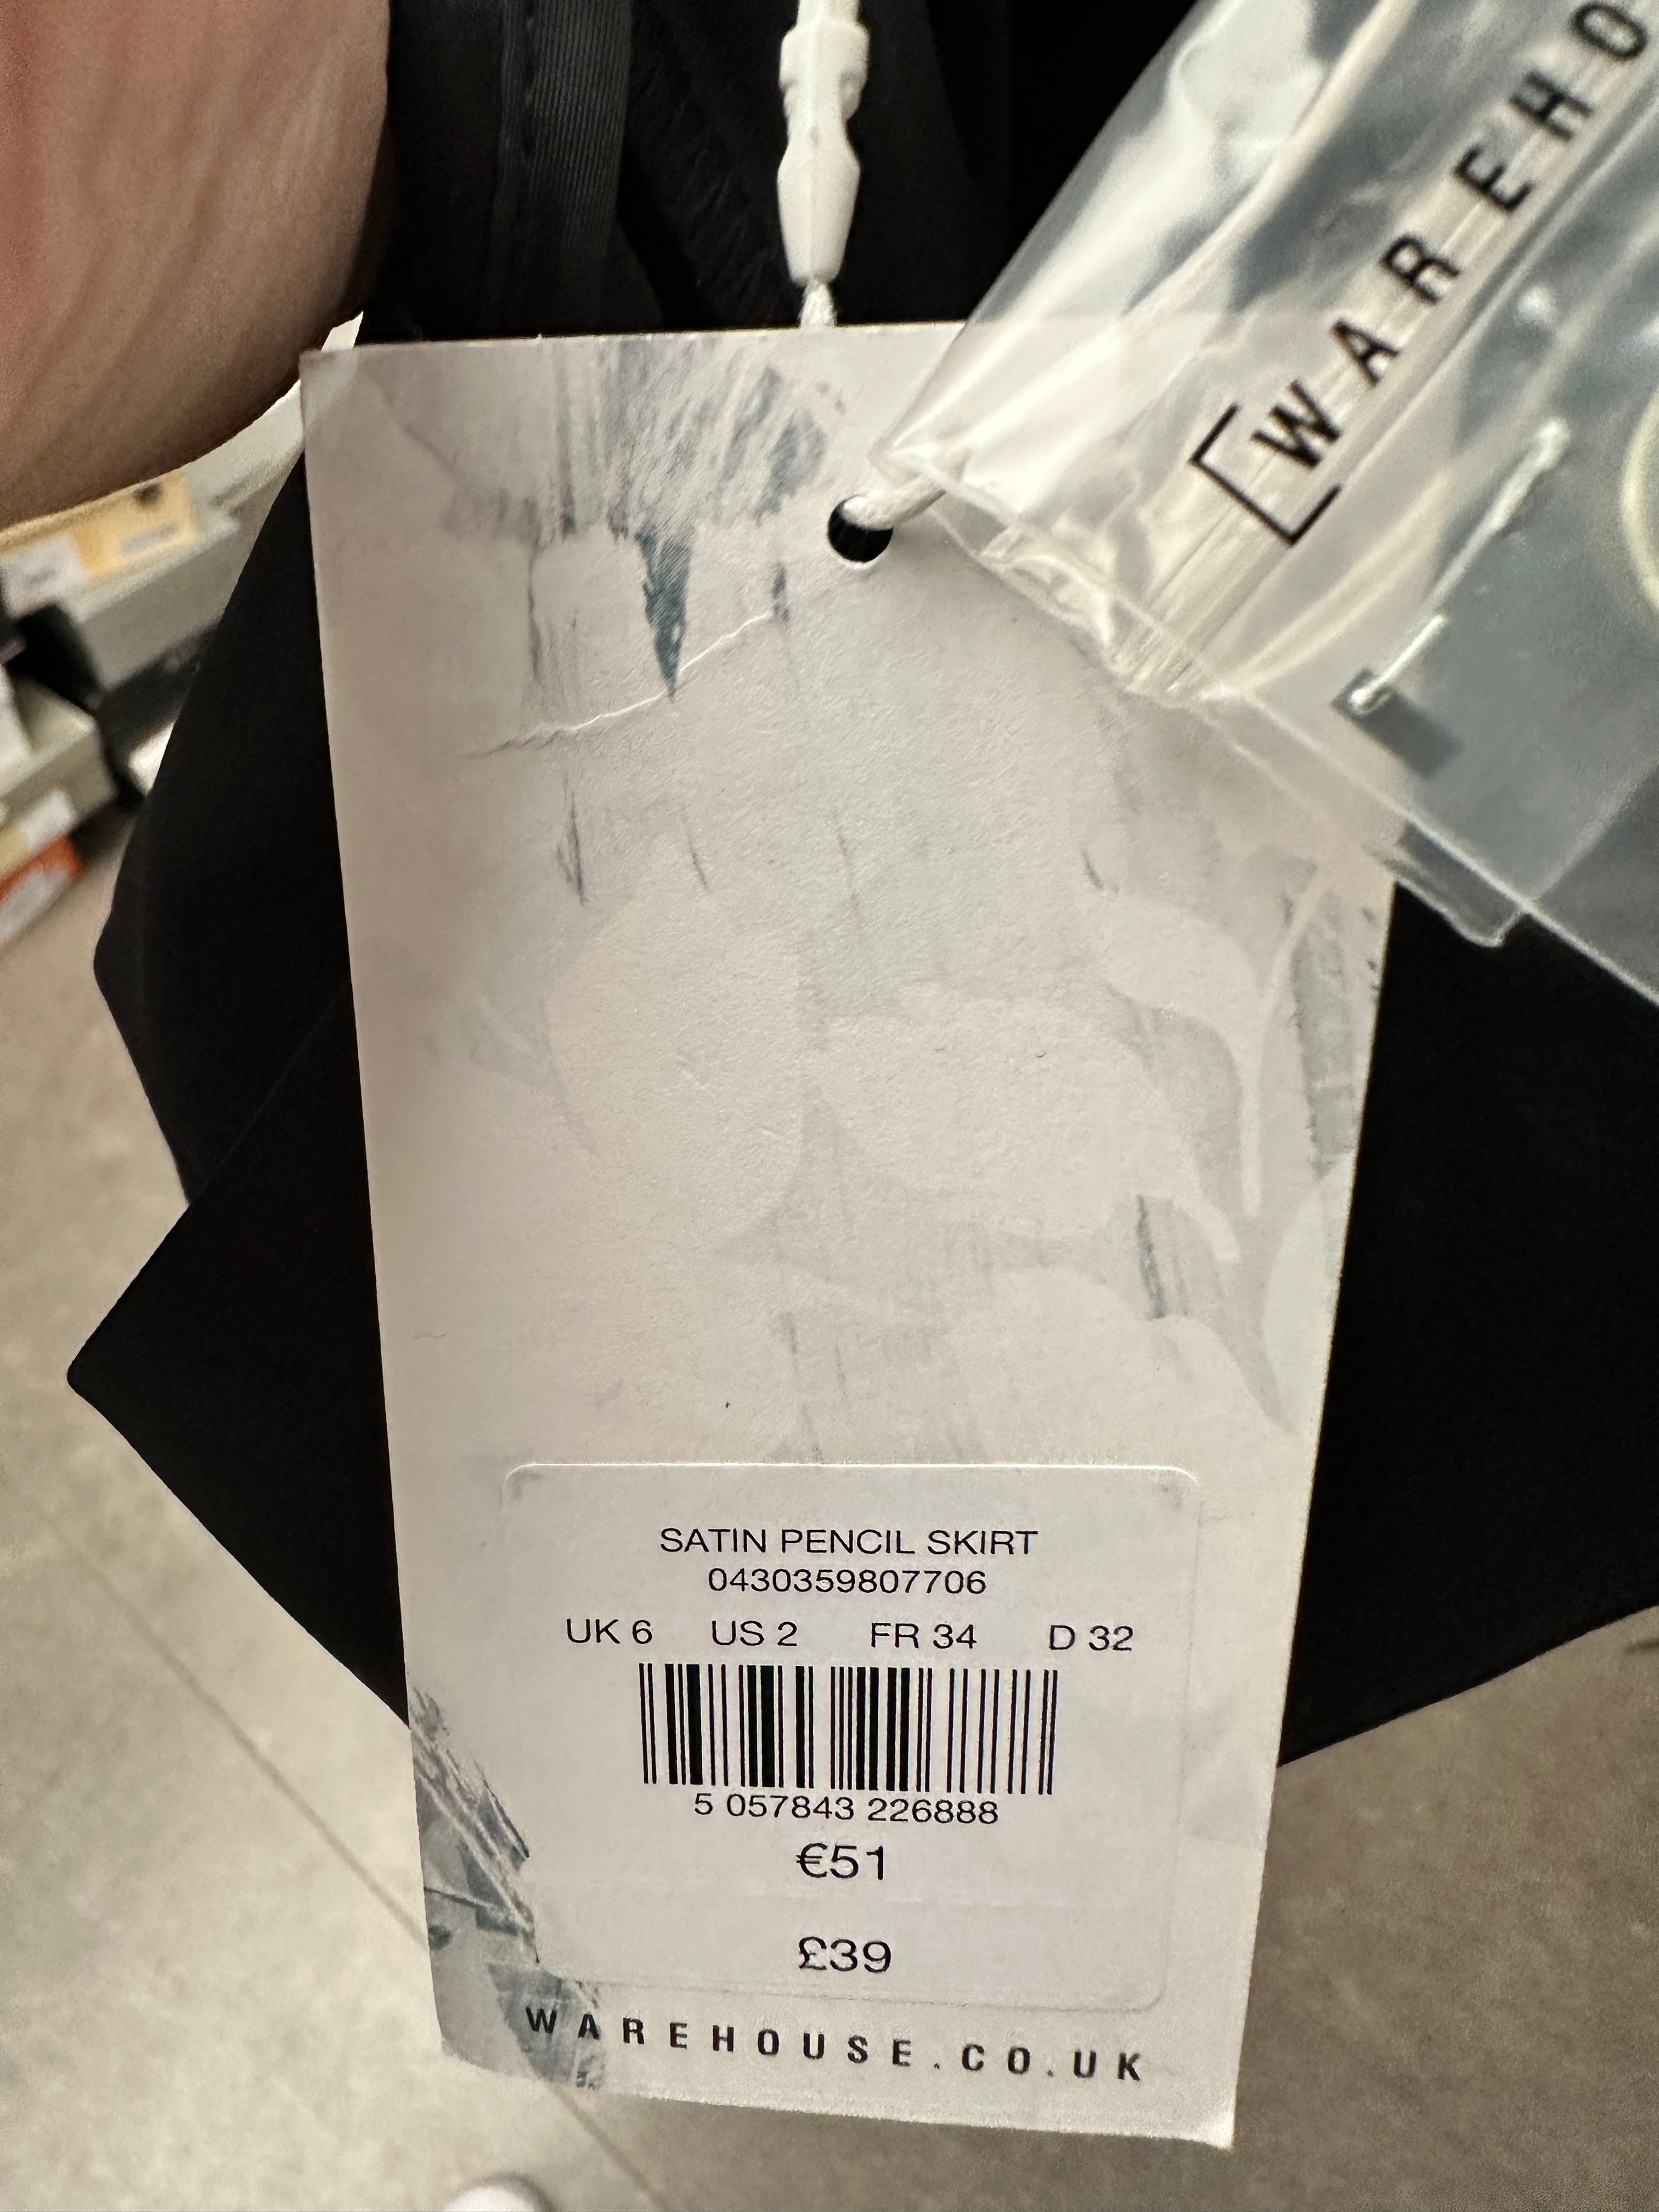 [WAREHO
SATIN PENCIL SKIRT
0430359807706
UK 6 US 2 FR 34 D 32
5 057843 226888
€51
£39
WAREHOUSE.CO.UK